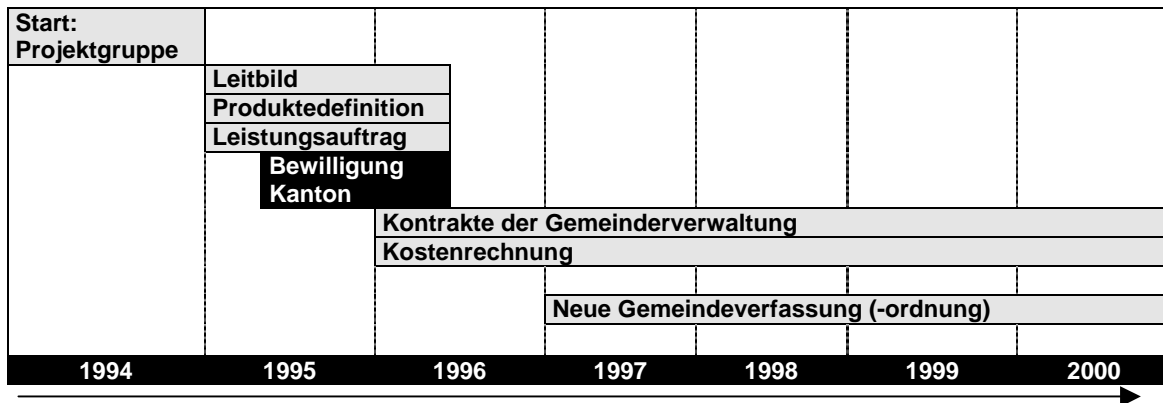 Start:
Projektgruppe
Leitbild
Produktedefinition
Leistungsauftrag
Bewilligung
Kanton
Kontrakte der Gemeinderverwaltung
Kostenrechnung
Neue Gemeindeverfassung (-ordnung)
1994 1995 1996 1997 1998 1999 2000